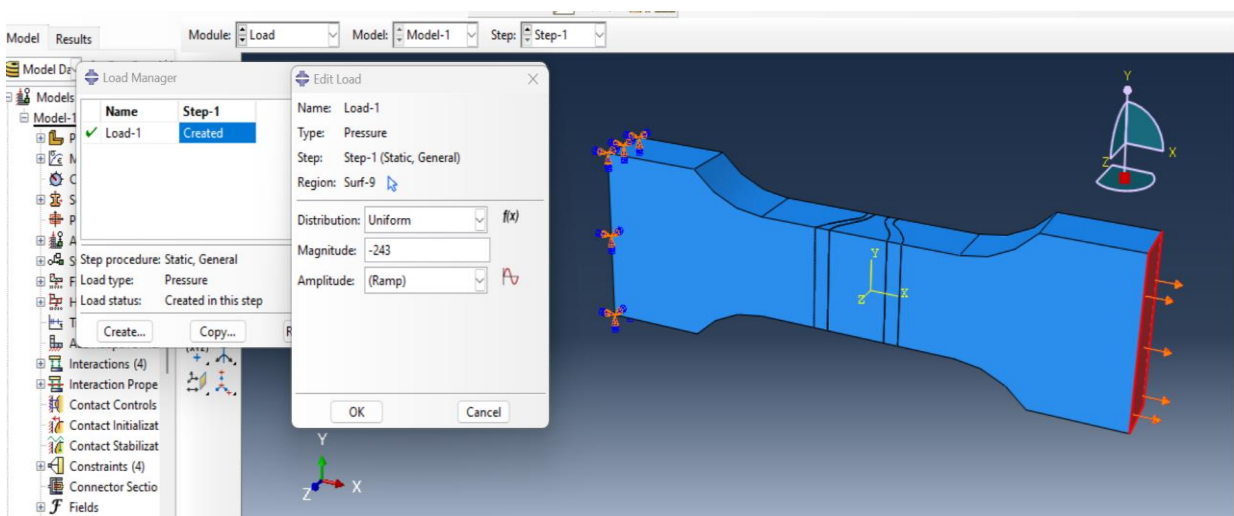 Model Results Module: Load Model: Model-1 Step: Step-1
Model Da
Load Manager
Models
Model-1
Name Step-1
Load-1 Created
Step procedure: Static, General
Load type: Pressure
Load status: Created in this step
Create... Copy...
Interactions (4)
Interaction Prope
Contact Controls
Contact Initializat
Contact Stabilizat
Constraints (4)
Connector Sectio
Fields
(XYZ)
Edit Load
Name: Load-1
Type: Pressure
Step: Step-1 (Static, General)
Region: Surf-9
Distribution: Uniform f(x)
Magnitude: -243
Amplitude: (Ramp)
OK Cancel
Y
Z X
Y
Z X
Y
Z X